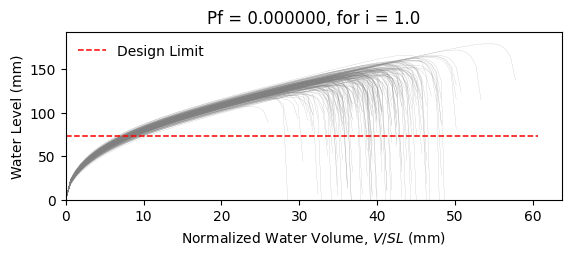 Pf = 0.000000, for i = 1.0
Design Limit
Water Level (mm)
150
100
50
0
0 10 20 30 40 50 60
Normalized Water Volume, V/SL (mm)